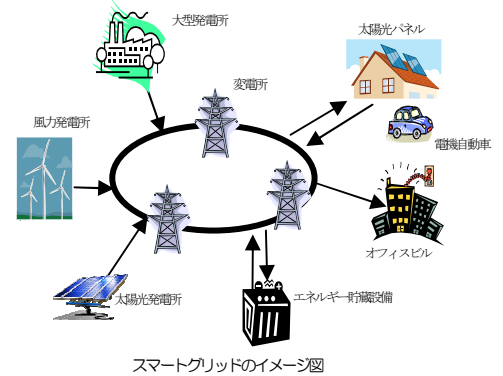 大型発電所
太陽光パネル
変電所
風力発電所
電機自動車
オフィスビル
太陽光発電所
エネルギー貯蔵設備
スマートグリッドのイメージ図